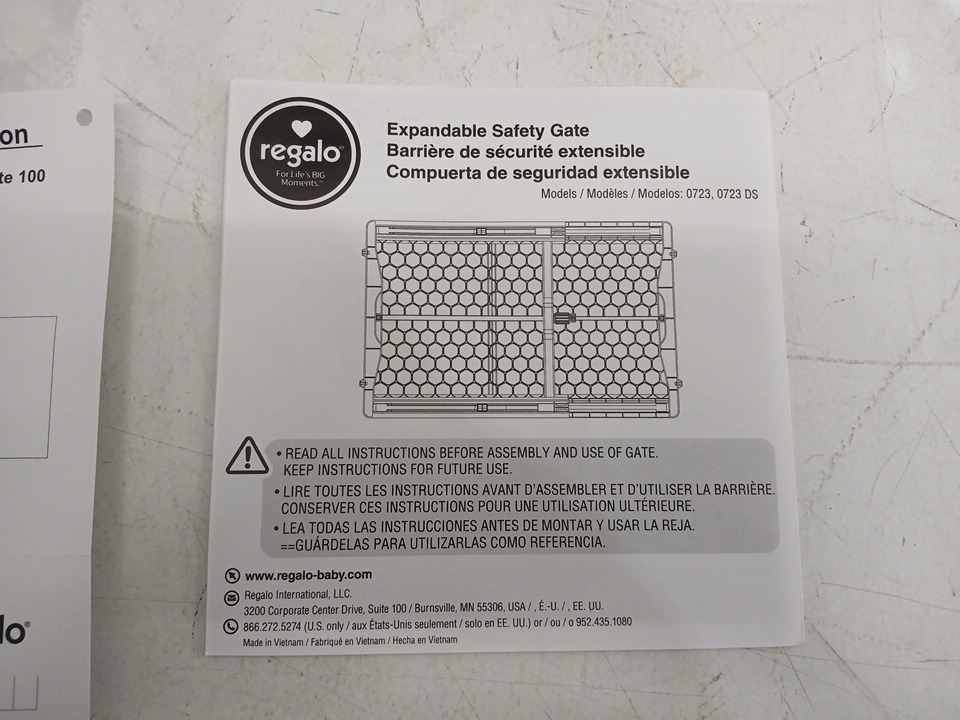 on
te 100
lo®
regalo®
For Life's BIG
Moments.™
Expandable Safety Gate
Barrière de sécurité extensible
Compuerta de seguridad extensible
Models / Modèles / Modelos: 0723, 0723 DS
• READ ALL INSTRUCTIONS BEFORE ASSEMBLY AND USE OF GATE.
KEEP INSTRUCTIONS FOR FUTURE USE.
• LIRE TOUTES LES INSTRUCTIONS AVANT D'ASSEMBLER ET D'UTILISER LA BARRIÈRE.
CONSERVER CES INSTRUCTIONS POUR UNE UTILISATION ULTÉRIEURE.
• LEA TODAS LAS INSTRUCCIONES ANTES DE MONTAR Y USAR LA REJA.
==GUÁRDELAS PARA UTILIZARLAS COMO REFERENCIA.
www.regalo-baby.com
Regalo International, LLC.
3200 Corporate Center Drive, Suite 100 / Burnsville, MN 55306, USA / , É.-U. / , EE. UU.
866.272.5274 (U.S. only / aux États-Unis seulement / solo en EE. UU.) or / ou / o 952.435.1080
Made in Vietnam / Fabriqué en Vietnam / Hecha en Vietnam